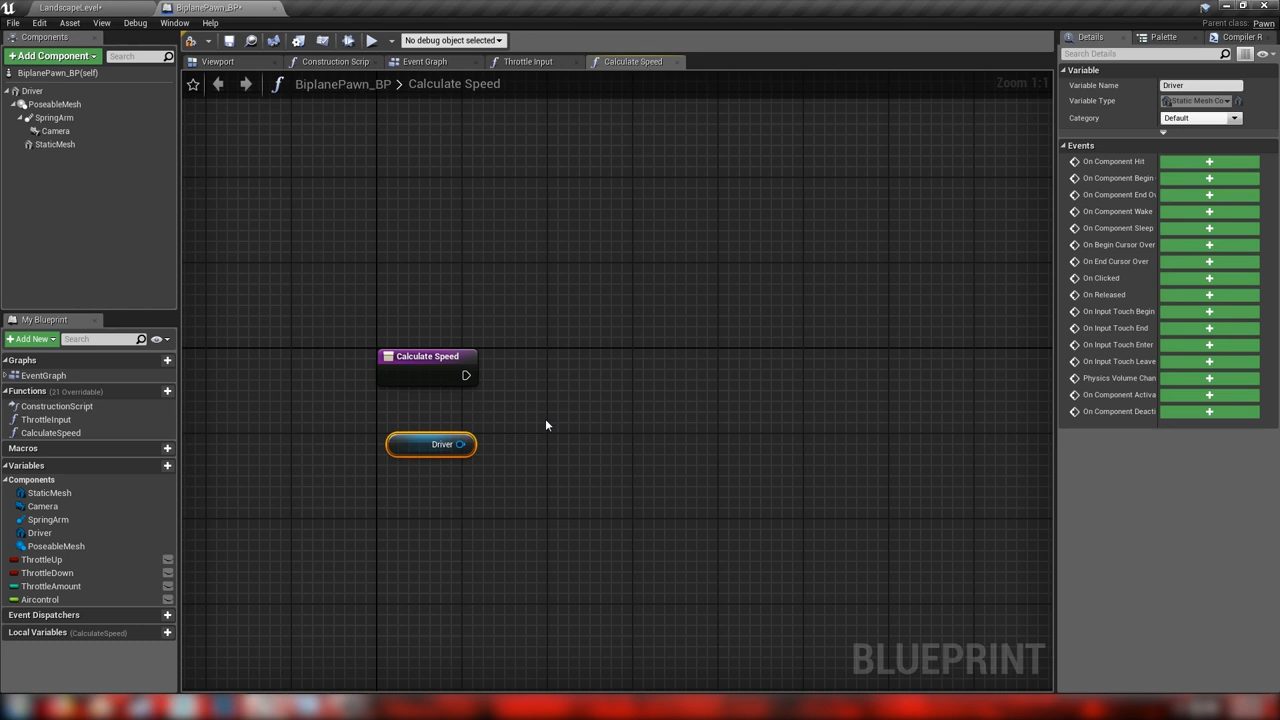 LandscapeLevel*
BiplanePawn_BP*
File Edit Asset View Debug Window Help
Parent class: Pawn
Components
Add Component
Search
BiplanePawn_BP(self)
Driver
PoseableMesh
SpringArm
Camera
StaticMesh
My Blueprint
Add New
Search
Graphs
EventGraph
Functions (21 Overridable)
ConstructionScript
ThrottleInput
CalculateSpeed
Macros
Variables
Components
StaticMesh
Camera
SpringArm
Driver
PoseableMesh
ThrottleUp
ThrottleDown
ThrottleAmount
Aircontrol
Event Dispatchers
Local Variables (CalculateSpeed)
No debug object selected
Viewport
Construction Scrip
Event Graph
Throttle Input
Calculate Speed
BiplanePawn_BP > Calculate Speed
Zoom 1:1
Calculate Speed
Driver
BLUEPRINT
Details
Palette
Compiler R
Search Details
Variable
Variable Name Driver
Variable Type Static Mesh Co
Category Default
Events
On Component Hit
On Component Begin
On Component End Ov
On Component Wake
On Component Sleep
On Begin Cursor Over
On End Cursor Over
On Clicked
On Released
On Input Touch Begin
On Input Touch End
On Input Touch Enter
On Input Touch Leave
Physics Volume Chan
On Component Activa
On Component Deacti